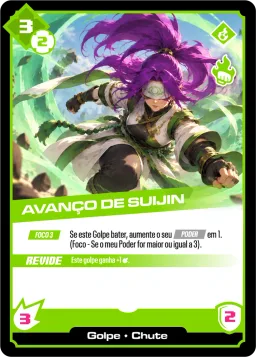 3
2
AVANÇO DE SUIJIN
FOCO 3 Se este Golpe bater, aumente o seu PODER em 1.
(Foco - Se o meu Poder for maior ou igual a 3).
REVIDE Este golpe ganha +1
3
2
Golpe • Chute